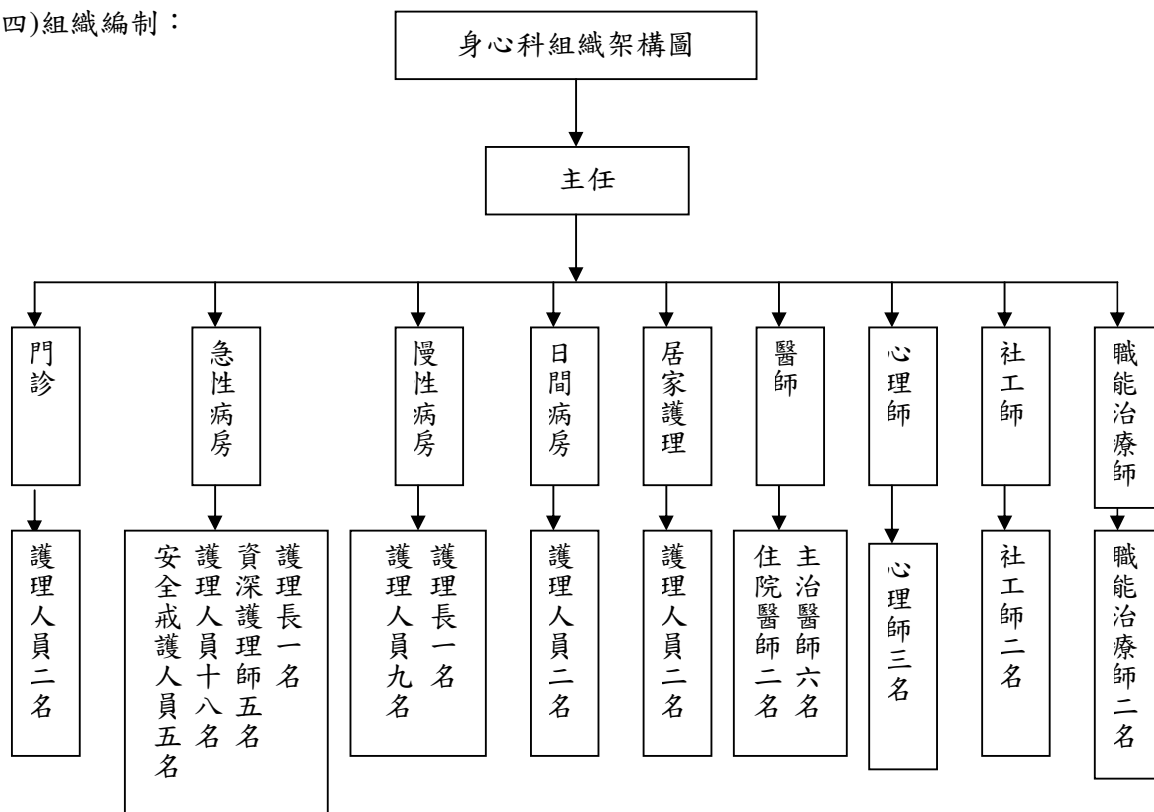 四)組織編制：
身心科組織架構圖
主任
門診
急性病房
慢性病房
日間病房
居家護理
醫師
心理師
社工師
職能治療師
護理人員二名
護理長一名
資深護理師五名
護理人員十八名
安全戒護人員五名
護理長一名
護理人員九名
護理人員二名
護理人員二名
主治醫師六名
住院醫師二名
心理師三名
社工師二名
職能治療師二名